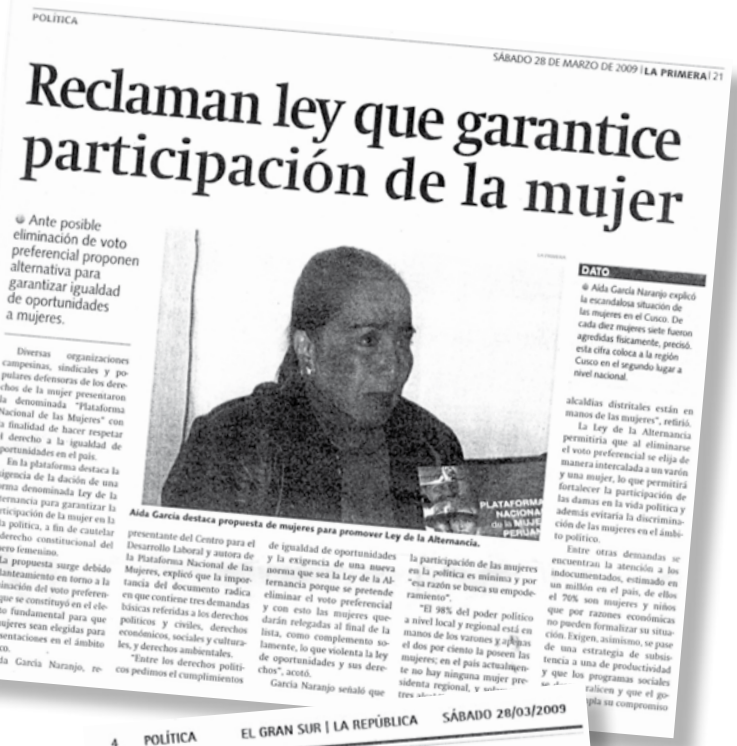 POLÍTICA
SÁBADO 28 DE MARZO DE 2009 | LA PRIMERA | 21
Reclaman ley que garantice
participación de la mujer
Ante posible
eliminación de voto
preferencial proponen
alternativa para
garantizar igualdad
de oportunidades
a mujeres.
Diversas organizaciones
campesinas, sindicales y po-
pulares defensoras de los dere-
chos de la mujer presentaron
la denominada "Plataforma
Nacional de las Mujeres" con
la finalidad de hacer respetar
el derecho a la igualdad de
oportunidades en el país.
En la plataforma destaca la
exigencia de la dación de una
norma denominada Ley de la
Alternancia para garantizar la
participación de la mujer en la
política, a fin de cautelar
derecho constitucional del
género femenino.
La propuesta surge debido
planteamiento en torno a la
eliminación del voto preferen-
que se constituyó en el ele-
fundamental para que
mujeres sean elegidas para
en el ámbito
García Naranjo, re-
PLATAFORMA
NACIONAL
de la MUJER
PERUANA
Aída García destaca propuesta de mujeres para promover Ley de la Alternancia.
presentante del Centro para el
Desarrollo Laboral y autora de
la Plataforma Nacional de las
Mujeres, explicó que la impor-
tancia del documento radica
en que contiene tres demandas
básicas referidas a los derechos
políticos y civiles, derechos
económicos, sociales y cultura-
les, y derechos ambientales.
"Entre los derechos políti-
cos pedimos el cumplimientos
de igualdad de oportunidades
y la exigencia de una nueva
norma que sea la Ley de la Al-
ternancia porque se pretende
eliminar el voto preferencial
y con esto las mujeres que-
darán relegadas al final de la
lista, como complemento so-
lamente, lo que violenta la ley
de oportunidades y sus dere-
chos", acotó.
García Naranjo señaló que
la participación de las mujeres
en la política es mínima y por
"esa razón se busca su empode-
ramiento".
"El 98% del poder político
a nivel local y regional está en
manos de los varones y apenas
el dos por ciento la poseen las
mujeres; en el país actualmen-
te no hay ninguna mujer pre-
sidenta regional, y
tres
DATO
Aída García Naranjo explicó
la escandalosa situación de
las mujeres en el Cusco. De
cada diez mujeres siete fueron
agredidas físicamente, precisó,
esta cifra coloca a la región
Cusco en el segundo lugar a
nivel nacional.
alcaldías distritales están en
manos de las mujeres", refirió.
La Ley de la Alternancia
permitiría que al eliminarse
el voto preferencial se elija de
manera intercalada a un varón
y una mujer, lo que permitirá
fortalecer la participación de
las damas en la vida política y
además evitaría la discrimina-
ción de las mujeres en el ámbi-
to político.
Entre otras demandas se
encuentran la atención a los
indocumentados, estimado en
un millón en el país, de ellos
el 70% son mujeres y niños
que por razones económicas
no pueden formalizar su situa-
ción. Exigen, asimismo, se pase
de una estrategia de subsis-
tencia a una de productividad
y que los programas sociales
y que el go-
su compromiso
4 POLÍTICA EL GRAN SUR | LA REPÚBLICA SÁBADO 28/03/2009